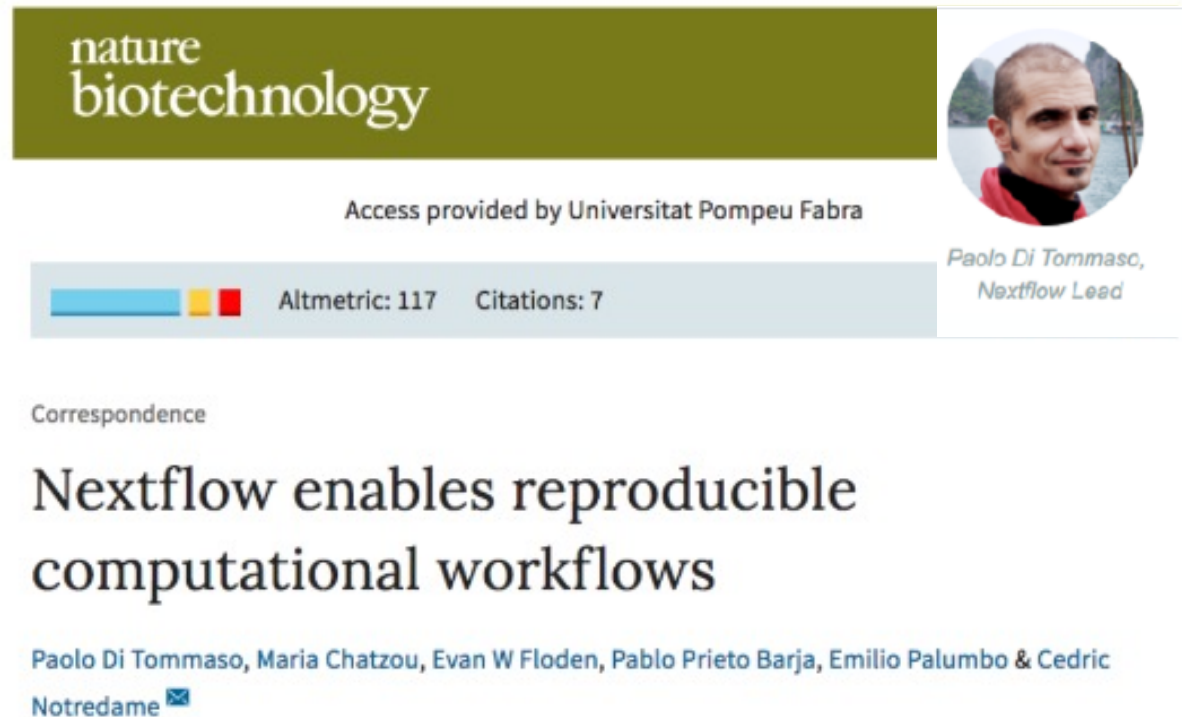 nature
biotechnology
Access provided by Universitat Pompeu Fabra
Paolo Di Tommaso,
Nextflow Lead
Altmetric: 117 Citations: 7
Correspondence
Nextflow enables reproducible
computational workflows
Paolo Di Tommaso, Maria Chatzou, Evan W Floden, Pablo Prieto Barja, Emilio Palumbo & Cedric
Notredame